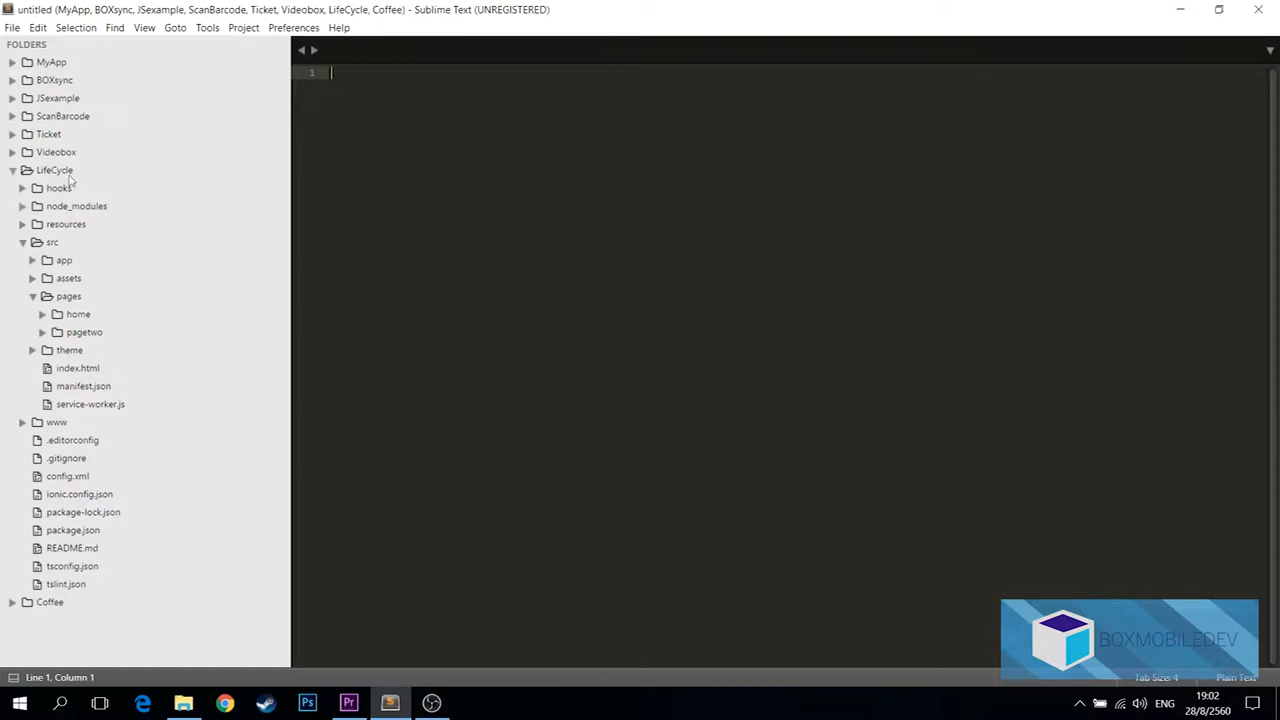 untitled (MyApp, BOXsync, JSexample, ScanBarcode, Ticket, Videobox, LifeCycle, Coffee) - Sublime Text (UNREGISTERED)
File Edit Selection Find View Goto Tools Project Preferences Help
FOLDERS
MyApp
BOXsync
JSexample
ScanBarcode
Ticket
Videobox
LifeCycle
hooks
node_modules
resources
src
app
assets
pages
home
pagetwo
theme
index.html
manifest.json
service-worker.js
www
.editorconfig
.gitignore
config.xml
ionic.config.json
package-lock.json
package.json
README.md
tsconfig.json
tslint.json
Coffee
1
BOXMOBILEDEV
Line 1, Column 1
Tab Size: 4
Plain Text
Ps
Pr
ENG
19:02
28/8/2560